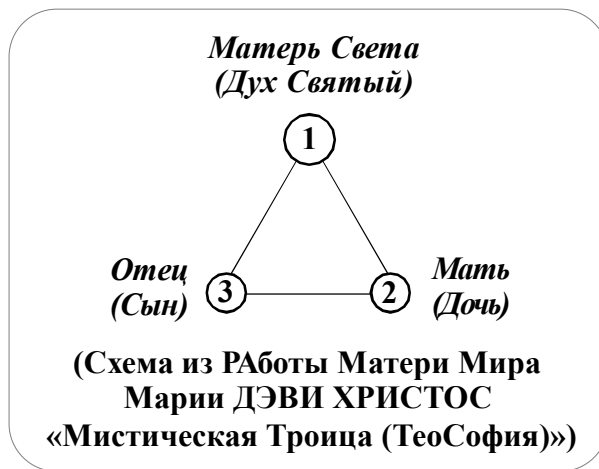 Матерь Света
(Дух Святый)
1
Отец
(Сын)
3
2
Мать
(Дочь)
(Схема из РАботы Матери Мира
Марии ДЭВИ ХРИСТОС
«Мистическая Троица (ТеоСофия)»)